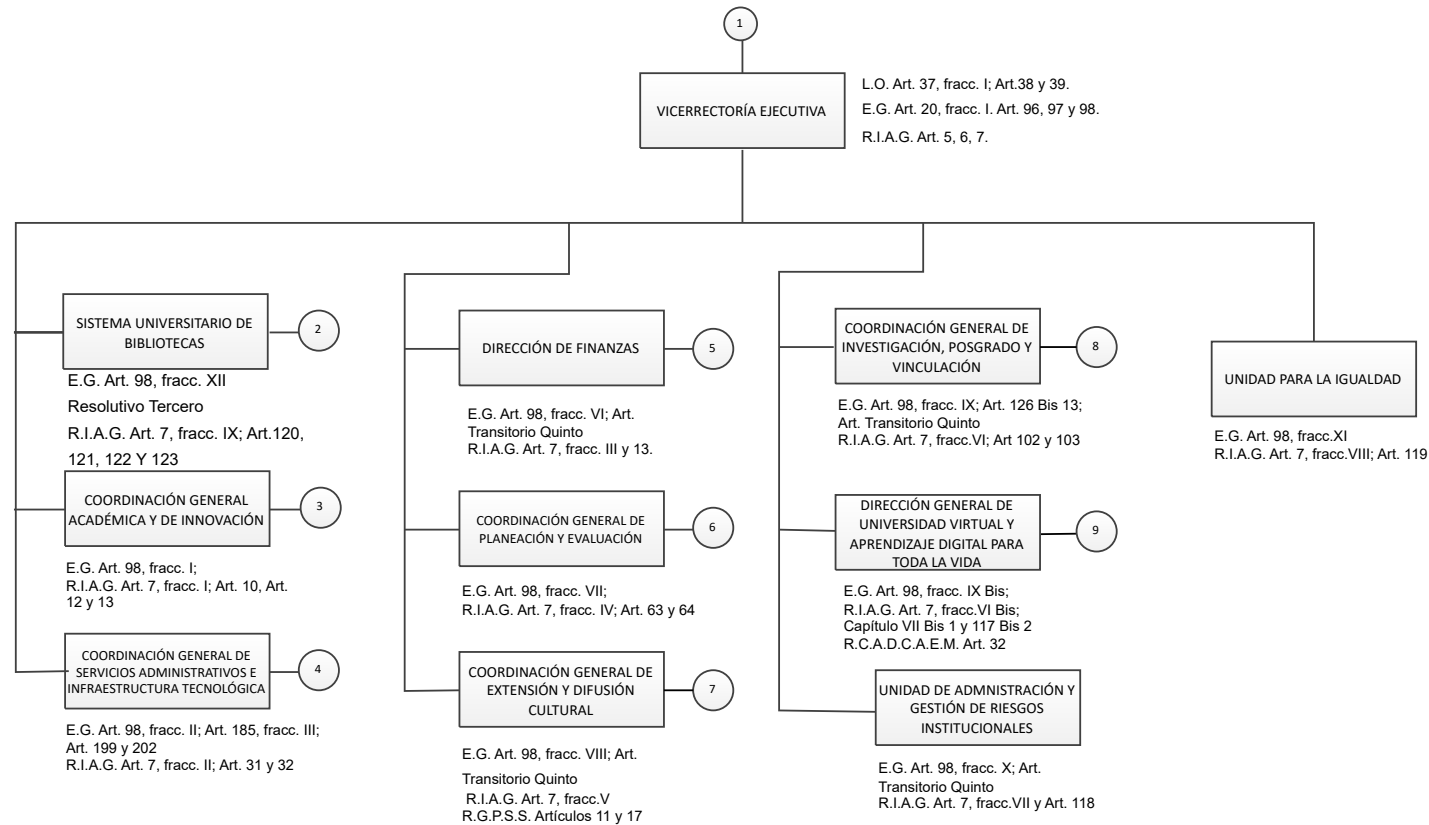 1
VICERRECTORÍA EJECUTIVA
L.O. Art. 37, fracc. I; Art.38 y 39.
E.G. Art. 20, fracc. I. Art. 96, 97 y 98.
R.I.A.G. Art. 5, 6, 7.
SISTEMA UNIVERSITARIO DE
BIBLIOTECAS
2
E.G. Art. 98, fracc. XII
Resolutivo Tercero
R.I.A.G. Art. 7, fracc. IX; Art.120,
121, 122 Y 123
COORDINACIÓN GENERAL
ACADÉMICA Y DE INNOVACIÓN
3
E.G. Art. 98, fracc. I;
R.I.A.G. Art. 7, fracc. I; Art. 10, Art.
12 y 13
COORDINACIÓN GENERAL DE
SERVICIOS ADMINISTRATIVOS E
INFRAESTRUCTURA TECNOLÓGICA
4
E.G. Art. 98, fracc. II; Art. 185, fracc. III;
Art. 199 y 202
R.I.A.G. Art. 7, fracc. II; Art. 31 y 32
DIRECCIÓN DE FINANZAS
5
E.G. Art. 98, fracc. VI; Art.
Transitorio Quinto
R.I.A.G. Art. 7, fracc. III y 13.
COORDINACIÓN GENERAL DE
PLANEACIÓN Y EVALUACIÓN
6
E.G. Art. 98, fracc. VII;
R.I.A.G. Art. 7, fracc. IV; Art. 63 y 64
COORDINACIÓN GENERAL DE
EXTENSIÓN Y DIFUSIÓN
CULTURAL
7
E.G. Art. 98, fracc. VIII; Art.
Transitorio Quinto
R.I.A.G. Art. 7, fracc.V
R.G.P.S.S. Artículos 11 y 17
COORDINACIÓN GENERAL DE
INVESTIGACIÓN, POSGRADO Y
VINCULACIÓN
8
E.G. Art. 98, fracc. IX; Art. 126 Bis 13;
Art. Transitorio Quinto
R.I.A.G. Art. 7, fracc.VI; Art 102 y 103
DIRECCIÓN GENERAL DE
UNIVERSIDAD VIRTUAL Y
APRENDIZAJE DIGITAL PARA
TODA LA VIDA
9
E.G. Art. 98, fracc. IX Bis;
R.I.A.G. Art. 7, fracc.VI Bis;
Capítulo VII Bis 1 y 117 Bis 2
R.C.A.D.C.A.E.M. Art. 32
UNIDAD DE ADMNISTRACIÓN Y
GESTIÓN DE RIESGOS
INSTITUCIONALES
E.G. Art. 98, fracc. X; Art.
Transitorio Quinto
R.I.A.G. Art. 7, fracc.VII y Art. 118
UNIDAD PARA LA IGUALDAD
E.G. Art. 98, fracc.XI
R.I.A.G. Art. 7, fracc.VIII; Art. 119